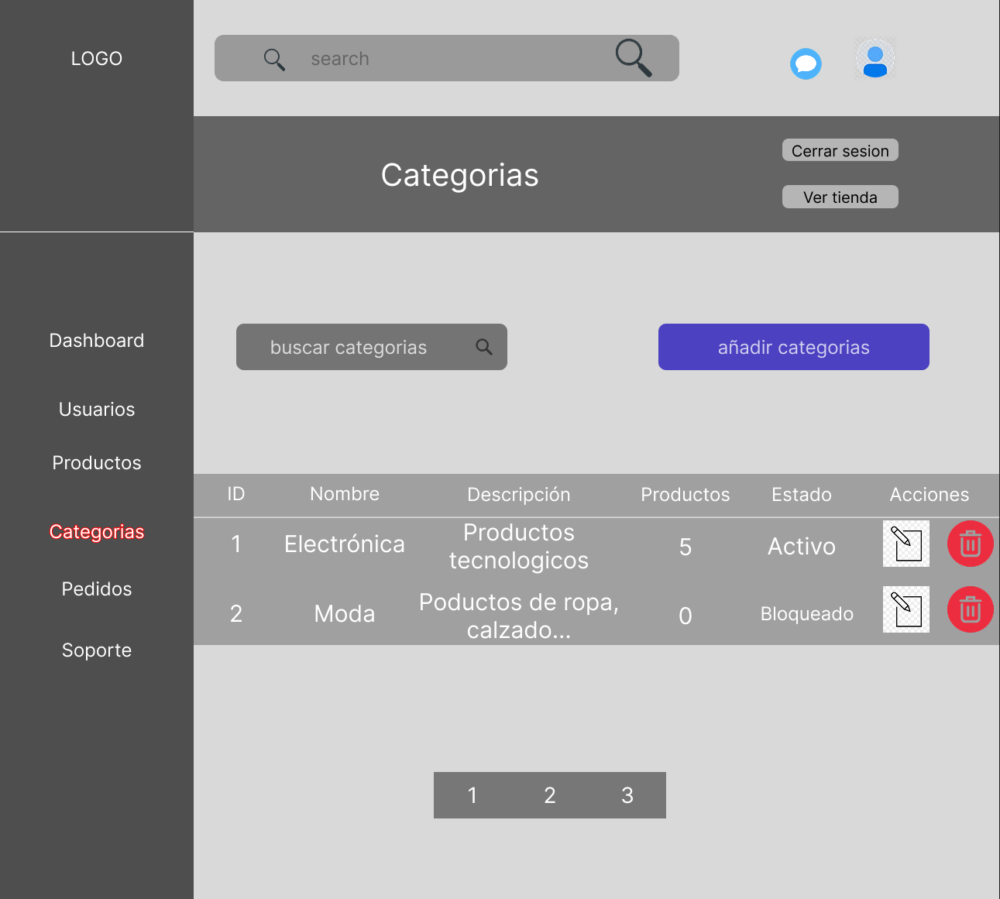 LOGO
search
Categorias
Cerrar sesion
Ver tienda
Dashboard
Usuarios
Productos
Categorias
Pedidos
Soporte
buscar categorias
añadir categorias
ID Nombre Descripción Productos Estado Acciones
1 Electrónica Productos tecnologicos 5 Activo
2 Moda Poductos de ropa, calzado... 0 Bloqueado
1 2 3